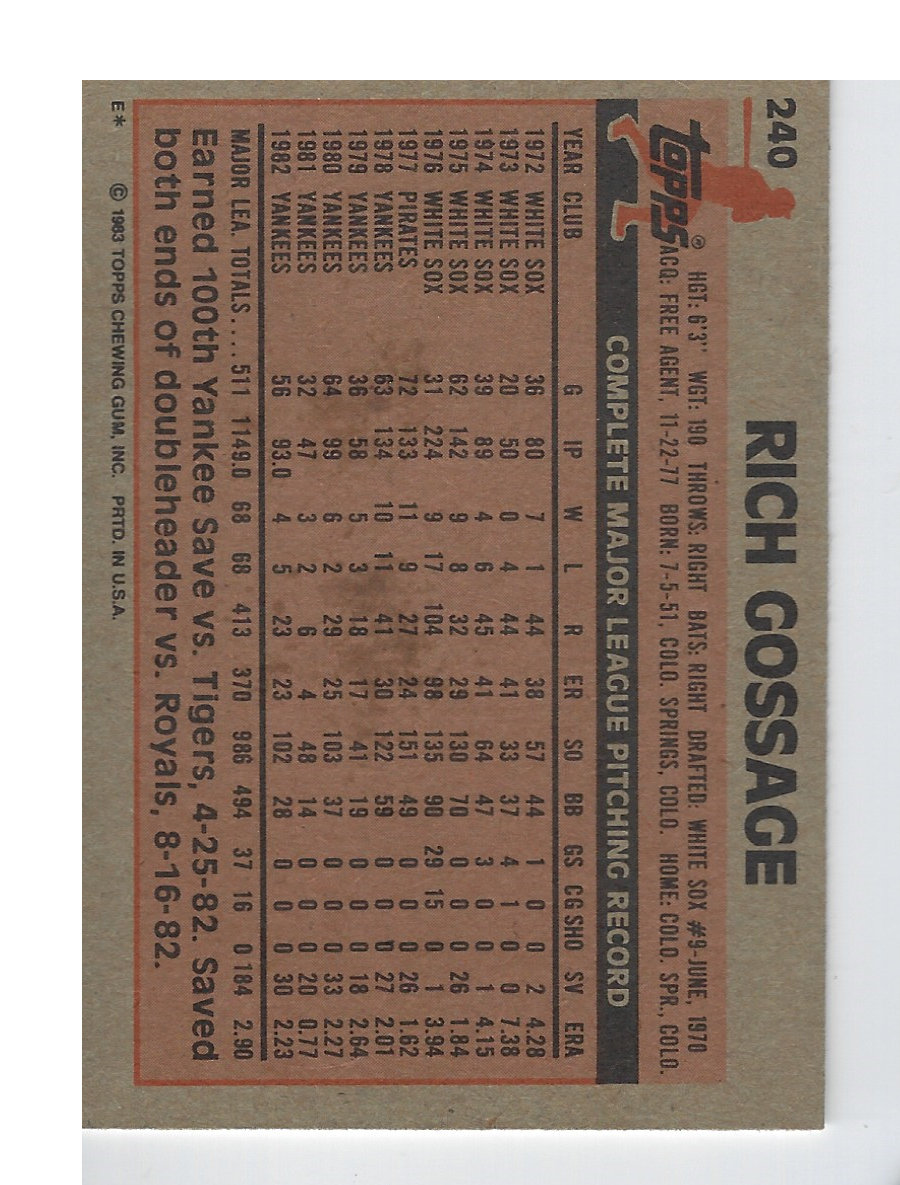 240
RICH GOSSAGE
Topps®
HGT: 6'3" WGT: 190 THROWS: RIGHT BATS: RIGHT DRAFTED: WHITE SOX #9-JUNE, 1970
ACQ: FREE AGENT, 11-22-77 BORN: 7-5-51, COLO. SPRINGS, COLO. HOME: COLO. SPR., COLO.
COMPLETE MAJOR LEAGUE PITCHING RECORD
YEAR CLUB G IP W L R ER SO BB GS CG SHO SV ERA
1972 WHITE SOX 36 80 7 1 44 38 57 44 1 0 0 2 4.28
1973 WHITE SOX 20 50 0 4 44 41 33 37 4 1 0 0 7.38
1974 WHITE SOX 39 89 4 6 45 41 64 47 3 0 0 1 4.15
1975 WHITE SOX 62 142 9 8 32 29 130 70 0 0 0 26 1.84
1976 WHITE SOX 31 224 9 17 104 98 135 90 29 15 0 1 3.94
1977 PIRATES 72 133 11 9 27 24 151 49 0 0 0 26 1.62
1978 YANKEES 63 134 10 11 41 30 122 59 0 0 0 27 2.01
1979 YANKEES 36 58 5 3 18 17 41 19 0 0 0 18 2.64
1980 YANKEES 64 99 6 2 29 25 103 37 0 0 0 33 2.27
1981 YANKEES 32 47 3 2 6 4 48 14 0 0 0 20 0.77
1982 YANKEES 56 93.0 4 5 23 23 102 28 0 0 0 30 2.23
MAJOR LEA. TOTALS.... 511 1149.0 68 68 413 370 986 494 37 16 0 184 2.90
Earned 100th Yankee Save vs. Tigers, 4-25-82. Saved
both ends of doubleheader vs. Royals, 8-16-82.
E* © 1983 TOPPS CHEWING GUM, INC. PRTD. IN U.S.A.